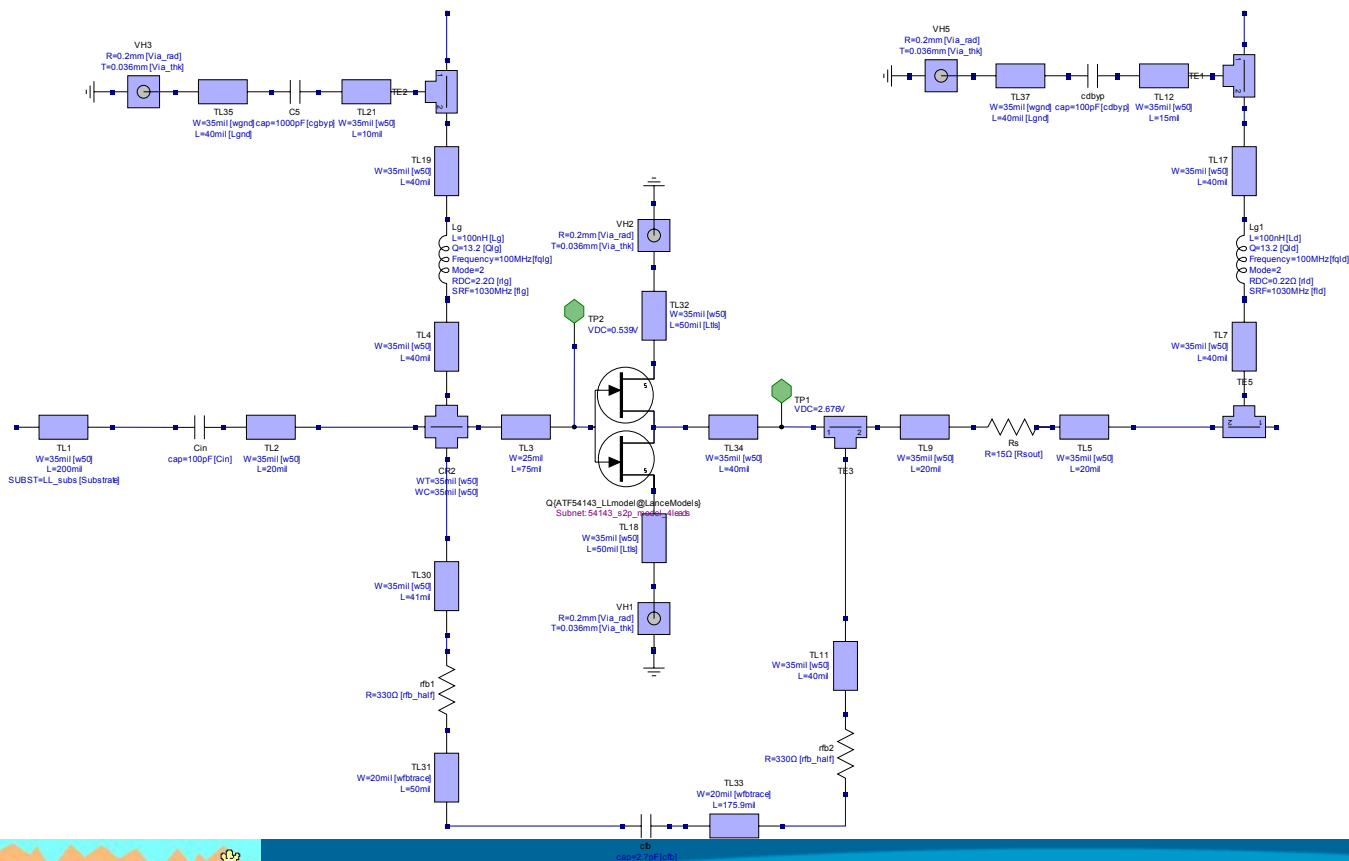 VH3
R=0.2mm [Via_rad]
T=0.036mm [Via_thk]
TL35
W=35mil [wgnd]
L=40mil [Lgnd]
C5
cap=1000pF [cgbyp]
TL21
W=35mil [w50]
L=10mil
TE2
1
2
TL19
W=35mil [w50]
L=40mil
Lg
L=100nH [Lg]
Q=13.2 [Qlg]
Frequency=100MHz [fqlg]
Mode=2
RDC=2.2Ω [rlg]
SRF=1030MHz [flg]
TL4
W=35mil [w50]
L=40mil
VH5
R=0.2mm [Via_rad]
T=0.036mm [Via_thk]
TL37
W=35mil [wgnd]
L=40mil [Lgnd]
cdbyp
cap=100pF [cdbyp]
TL12
W=35mil [w50]
L=15mil
TE1
1
2
TL17
W=35mil [w50]
L=40mil
Lg1
L=100nH [Ld]
Q=13.2 [Qld]
Frequency=100MHz [fqld]
Mode=2
RDC=0.22Ω [rld]
SRF=1030MHz [fld]
TL7
W=35mil [w50]
L=40mil
TE5
2
1
VH2
R=0.2mm [Via_rad]
T=0.036mm [Via_thk]
TL32
W=35mil [w50]
L=50mil [Ltls]
TP2
VDC=0.539V
TP1
VDC=2.676V
TL1
W=35mil [w50]
L=200mil
SUBST=LL_subs [Substrate]
Cin
cap=100pF [Cin]
TL2
W=35mil [w50]
L=20mil
CR2
WT=35mil [w50]
WC=35mil [w50]
TL3
W=25mil
L=75mil
S
S
Q{ATF54143_LLmodel@LanceModels}
Subnet: 54143_s2p_model_4leads
TL34
W=35mil [w50]
L=40mil
1
2
TE3
TL9
W=35mil [w50]
L=20mil
Rs
R=15Ω [Rsout]
TL5
W=35mil [w50]
L=20mil
TL18
W=35mil [w50]
L=50mil [Ltls]
VH1
R=0.2mm [Via_rad]
T=0.036mm [Via_thk]
TL30
W=35mil [w50]
L=41mil
rfb1
R=330Ω [rfb_half]
TL31
W=20mil [wfbtrace]
L=50mil
TL11
W=35mil [w50]
L=40mil
rfb2
R=330Ω [rfb_half]
TL33
W=20mil [wfbtrace]
L=175.9mil
cfb
cap=2.7pF [cfb]